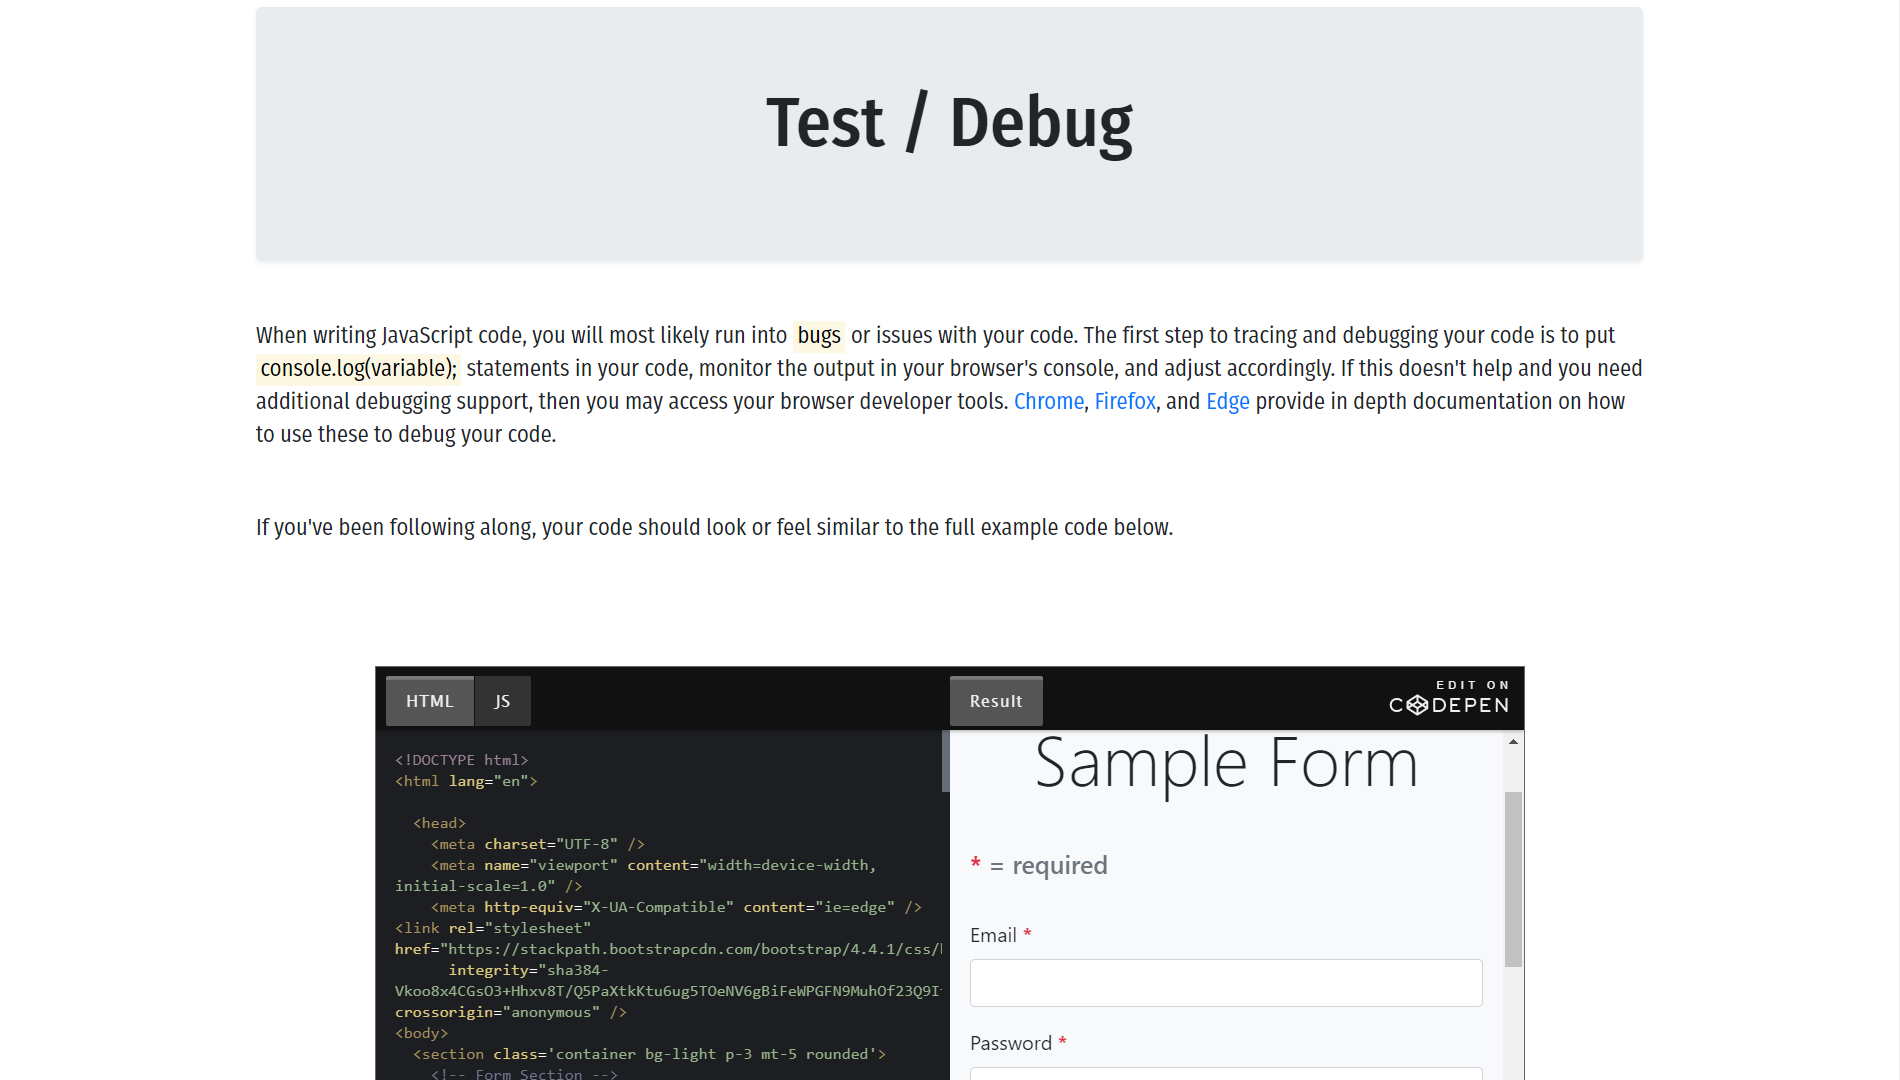 Test / Debug
When writing JavaScript code, you will most likely run into bugs or issues with your code. The first step to tracing and debugging your code is to put
console.log(variable); statements in your code, monitor the output in your browser's console, and adjust accordingly. If this doesn't help and you need
additional debugging support, then you may access your browser developer tools. Chrome, Firefox, and Edge provide in depth documentation on how
to use these to debug your code.
If you've been following along, your code should look or feel similar to the full example code below.
HTML JS
<!DOCTYPE html>
<html lang="en">
<head>
<meta charset="UTF-8" />
<meta name="viewport" content="width=device-width,
initial-scale=1.0" />
<meta http-equiv="X-UA-Compatible" content="ie=edge" />
<link rel="stylesheet"
href="https://stackpath.bootstrapcdn.com/bootstrap/4.4.1/css/
integrity="sha384-
Vkoo8x4CGsO3+Hhxv8T/Q5PaXtkKtu6ug5TOeNV6gBiFeWPGFN9MuhOf23Q9I
crossorigin="anonymous" />
<body>
<section class='container bg-light p-3 mt-5 rounded'>
<!-- Form Section -->
Result
EDIT ON
CODEPEN
Sample Form
* = required
Email *
Password *